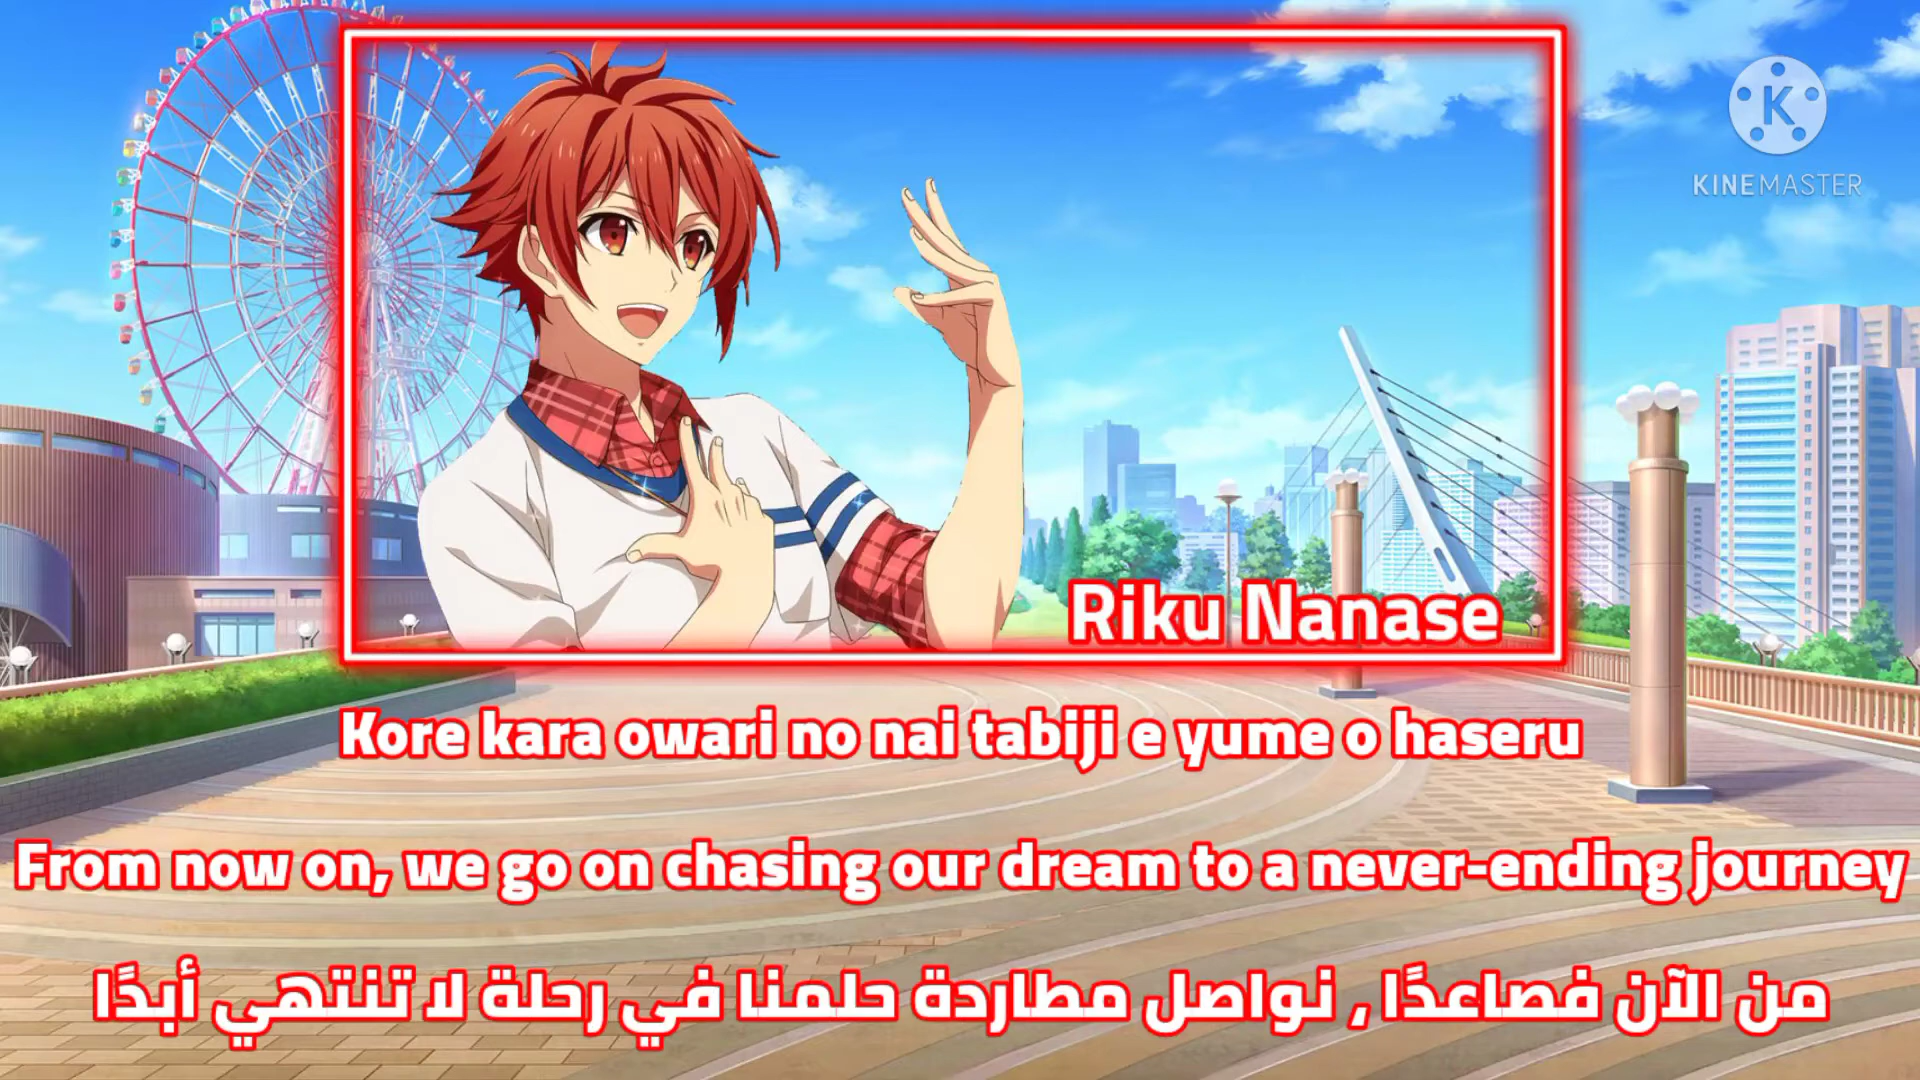 KINEMASTER
Riku Nanase
Kore kara owari no nai tabiji e yume o haseru
From now on, we go on chasing our dream to a never-ending journey
من الآن فصاعدًا , نواصل مطاردة حلمنا في رحلة لا تنتهي أبدًا